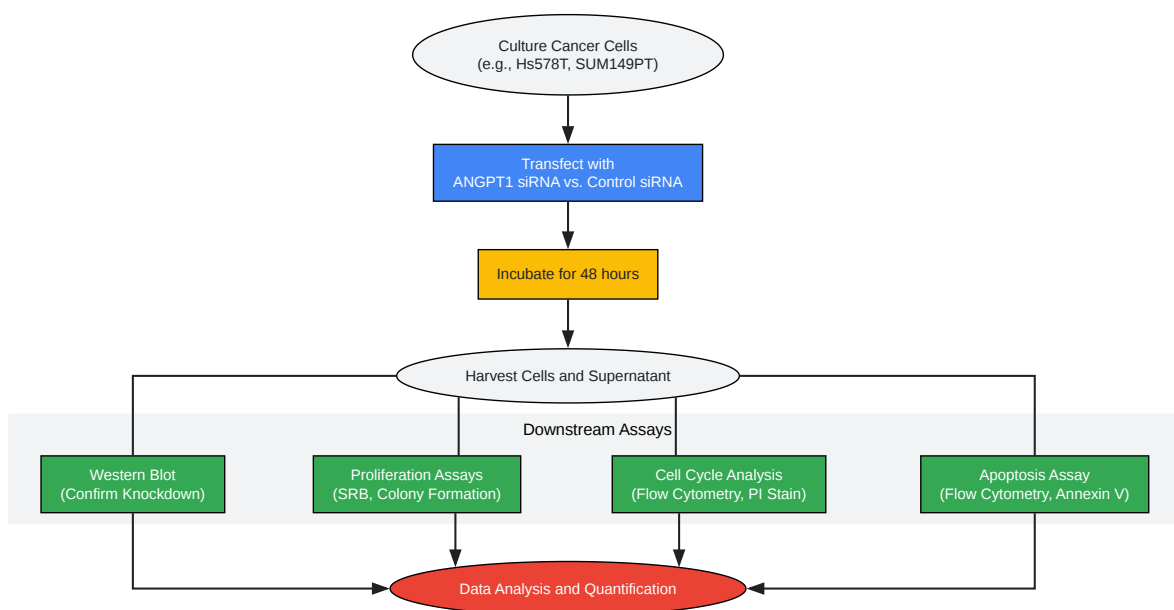 Culture Cancer Cells
(e.g., Hs578T, SUM149PT)
Transfect with
ANGPT1 siRNA vs. Control siRNA
Incubate for 48 hours
Harvest Cells and Supernatant
Downstream Assays
Western Blot
(Confirm Knockdown)
Proliferation Assays
(SRB, Colony Formation)
Cell Cycle Analysis
(Flow Cytometry, PI Stain)
Apoptosis Assay
(Flow Cytometry, Annexin V)
Data Analysis and Quantification